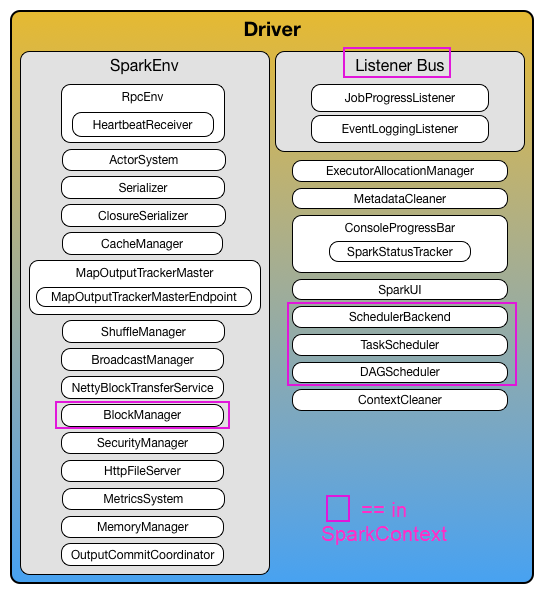 Driver
SparkEnv
RpcEnv
HeartbeatReceiver
ActorSystem
Serializer
ClosureSerializer
CacheManager
MapOutputTrackerMaster
MapOutputTrackerMasterEndpoint
ShuffleManager
BroadcastManager
NettyBlockTransferService
BlockManager
SecurityManager
HttpFileServer
MetricsSystem
MemoryManager
OutputCommitCoordinator
Listener Bus
JobProgressListener
EventLoggingListener
ExecutorAllocationManager
MetadataCleaner
ConsoleProgressBar
SparkStatusTracker
SparkUI
SchedulerBackend
TaskScheduler
DAGScheduler
ContextCleaner
== in
SparkContext